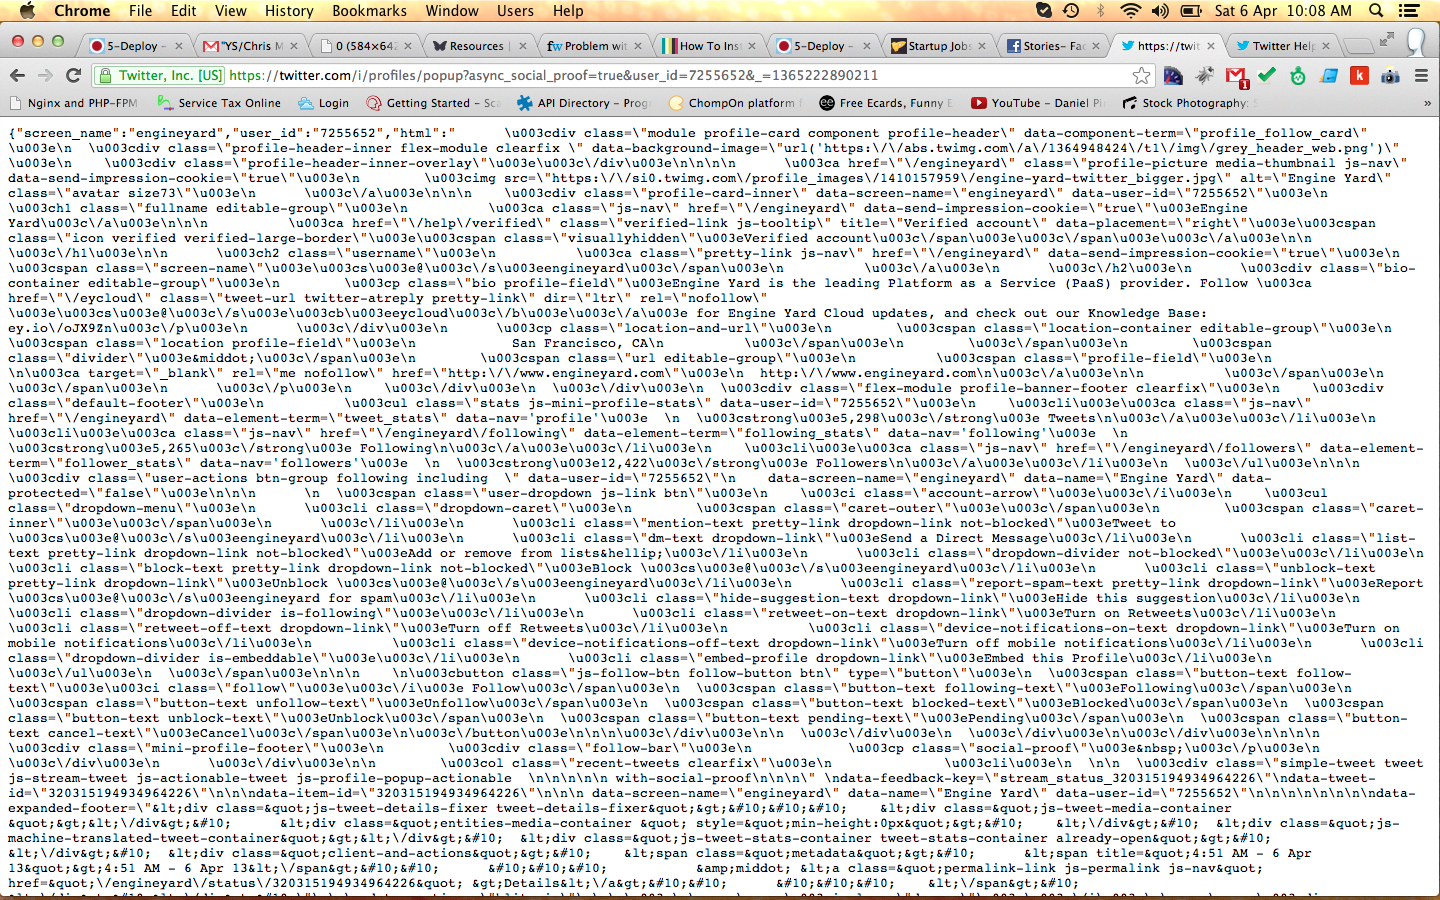 Chrome File Edit View History Bookmarks Window Users Help Sat 6 Apr 10:08 AM
5-Deploy – "YS/Chris M 0 (584×642 Resources | Problem wit How To Ins 5-Deploy – Startup Jobs Stories– Fac https://twit Twitter Help
Twitter, Inc. [US] https://twitter.com/i/profiles/popup?async_social_proof=true&user_id=7255652&_=1365222890211
Nginx and PHP-FPM Service Tax Online Login Getting Started – Sca API Directory – Prog ChompOn platform Free Ecards, Funny E YouTube – Daniel Pi Stock Photography: »
{"screen_name":"engineyard","user_id":"7255652","html":" \u003cdiv class=\"module profile-card component profile-header\" data-component-term=\"profile_follow_card\"
\u003e\n \u003cdiv class=\"profile-header-inner flex-module clearfix \" data-background-image=\"url('https:\/\/abs.twimg.com\/a\/1364948424\/t1\/img\/grey_header_web.png')\"
\u003e\n \u003cdiv class=\"profile-header-inner-overlay\"\u003e\u003c\/div\u003e\n\n\n\n \u003ca href=\"\/engineyard\" class=\"profile-picture media-thumbnail js-nav\"
data-send-impression-cookie=\"true\"\u003e\n \u003cimg src=\"https:\/\/si0.twimg.com\/profile_images\/1410157959\/engine-yard-twitter_bigger.jpg\" alt=\"Engine Yard\"
class=\"avatar size73\"\u003e\n \u003c\/a\u003e\n\n\n \u003cdiv class=\"profile-card-inner\" data-screen-name=\"engineyard\" data-user-id=\"7255652\"\u003e\n
\u003ch1 class=\"fullname editable-group\"\u003e\n \u003ca class=\"js-nav\" href=\"\/engineyard\" data-send-impression-cookie=\"true\"\u003eEngine
Yard\u003c\/a\u003e\n\n\n \u003ca href=\"\/help\/verified\" class=\"verified-link js-tooltip\" title=\"Verified account\" data-placement=\"right\"\u003e\u003cspan
class=\"icon verified verified-large-border\"\u003e\u003cspan class=\"visuallyhidden\"\u003eVerified account\u003c\/span\u003e\u003c\/span\u003e\u003c\/a\u003e\n\n
\u003c\/h1\u003e\n\n \u003ch2 class=\"username\"\u003e\n \u003ca class=\"pretty-link js-nav\" href=\"\/engineyard\" data-send-impression-cookie=\"true\"\u003e\n
\u003cspan class=\"screen-name\"\u003e\u003cs\u003e@\u003c\/s\u003eengineyard\u003c\/span\u003e\n \u003c\/a\u003e\n \u003c\/h2\u003e\n \u003cdiv class=\"bio-
container editable-group\"\u003e\n \u003cp class=\"bio profile-field\"\u003eEngine Yard is the leading Platform as a Service (PaaS) provider. Follow \u003ca
href=\"\/eycloud\" class=\"tweet-url twitter-atreply pretty-link\" dir=\"ltr\" rel=\"nofollow\"
\u003e\u003cs\u003e@\u003c\/s\u003e\u003cb\u003eeycloud\u003c\/b\u003e\u003c\/a\u003e for Engine Yard Cloud updates, and check out our Knowledge Base:
ey.io\/oJX9Zn\u003c\/p\u003e\n \u003c\/div\u003e\n \u003cp class=\"location-and-url\"\u003e\n \u003cspan class=\"location-container editable-group\"\u003e\n
\u003cspan class=\"location profile-field\"\u003e\n San Francisco, CA\n \u003c\/span\u003e\n \u003c\/span\u003e\n \u003cspan
class=\"divider\"\u003e&middot;\u003c\/span\u003e\n \u003cspan class=\"url editable-group\"\u003e\n \u003cspan class=\"profile-field\"\u003e\n
\n\u003ca target=\"_blank\" rel=\"me nofollow\" href=\"http:\/\/www.engineyard.com\"\u003e\n http:\/\/www.engineyard.com\n\u003c\/a\u003e\n\n \u003c\/span\u003e\n
\u003c\/span\u003e\n \u003c\/p\u003e\n \u003c\/div\u003e\n \u003c\/div\u003e\n \u003cdiv class=\"flex-module profile-banner-footer clearfix\"\u003e\n \u003cdiv
class=\"default-footer\"\u003e\n \u003cul class=\"stats js-mini-profile-stats\" data-user-id=\"7255652\"\u003e\n \u003cli\u003e\u003ca class=\"js-nav\"
href=\"\/engineyard\" data-element-term=\"tweet_stats\" data-nav='profile'\u003e \n \u003cstrong\u003e5,298\u003c\/strong\u003e Tweets\n\u003c\/a\u003e\u003c\/li\u003e\n
\u003cli\u003e\u003ca class=\"js-nav\" href=\"\/engineyard\/following\" data-element-term=\"following_stats\" data-nav='following'\u003e \n
\u003cstrong\u003e5,265\u003c\/strong\u003e Following\n\u003c\/a\u003e\u003c\/li\u003e\n \u003cli\u003e\u003ca class=\"js-nav\" href=\"\/engineyard\/followers\" data-element-
term=\"follower_stats\" data-nav='followers'\u003e \n \u003cstrong\u003e12,422\u003c\/strong\u003e Followers\n\u003c\/a\u003e\u003c\/li\u003e\n \u003c\/ul\u003e\n\n\n
\u003cdiv class=\"user-actions btn-group following including \" data-user-id=\"7255652\"\n data-screen-name=\"engineyard\" data-name=\"Engine Yard\" data-
protected=\"false\"\u003e\n\n\n \n \u003cspan class=\"user-dropdown js-link btn\"\u003e\n \u003ci class=\"account-arrow\"\u003e\u003c\/i\u003e\n \u003cul
class=\"dropdown-menu\"\u003e\n \u003cli class=\"dropdown-caret\"\u003e\n \u003cspan class=\"caret-outer\"\u003e\u003c\/span\u003e\n \u003cspan class=\"caret-
inner\"\u003e\u003c\/span\u003e\n \u003c\/li\u003e\n \u003cli class=\"mention-text pretty-link dropdown-link not-blocked\"\u003eTweet to
\u003cs\u003e@\u003c\/s\u003eengineyard\u003c\/li\u003e\n \u003cli class=\"dm-text dropdown-link\"\u003eSend a Direct Message\u003c\/li\u003e\n \u003cli class=\"list-
text pretty-link dropdown-link not-blocked\"\u003eAdd or remove from lists&hellip;\u003c\/li\u003e\n \u003cli class=\"dropdown-divider not-blocked\"\u003e\u003c\/li\u003e\n
\u003cli class=\"block-text pretty-link dropdown-link not-blocked\"\u003eBlock \u003cs\u003e@\u003c\/s\u003eengineyard\u003c\/li\u003e\n \u003cli class=\"unblock-text
pretty-link dropdown-link\"\u003eUnblock \u003cs\u003e@\u003c\/s\u003eengineyard\u003c\/li\u003e\n \u003cli class=\"report-spam-text pretty-link dropdown-link\"\u003eReport
\u003cs\u003e@\u003c\/s\u003eengineyard for spam\u003c\/li\u003e\n \u003cli class=\"hide-suggestion-text dropdown-link\"\u003eHide this suggestion\u003c\/li\u003e\n
\u003cli class=\"dropdown-divider is-following\"\u003e\u003c\/li\u003e\n \u003cli class=\"retweet-on-text dropdown-link\"\u003eTurn on Retweets\u003c\/li\u003e\n
\u003cli class=\"retweet-off-text dropdown-link\"\u003eTurn off Retweets\u003c\/li\u003e\n \u003cli class=\"device-notifications-on-text dropdown-link\"\u003eTurn on
mobile notifications\u003c\/li\u003e\n \u003cli class=\"device-notifications-off-text dropdown-link\"\u003eTurn off mobile notifications\u003c\/li\u003e\n \u003cli
class=\"dropdown-divider is-embeddable\"\u003e\u003c\/li\u003e\n \u003cli class=\"embed-profile dropdown-link\"\u003eEmbed this Profile\u003c\/li\u003e\n
\u003c\/ul\u003e\n \u003c\/span\u003e\n\n \n \n\u003cbutton class=\"js-follow-btn follow-button btn\" type=\"button\"\u003e\n \u003cspan class=\"button-text follow-
text\"\u003e\u003ci class=\"follow\"\u003e\u003c\/i\u003e Follow\u003c\/span\u003e\n \u003cspan class=\"button-text following-text\"\u003eFollowing\u003c\/span\u003e\n
\u003cspan class=\"button-text unfollow-text\"\u003eUnfollow\u003c\/span\u003e\n \u003cspan class=\"button-text blocked-text\"\u003eBlocked\u003c\/span\u003e\n \u003cspan
class=\"button-text unblock-text\"\u003eUnblock\u003c\/span\u003e\n \u003cspan class=\"button-text pending-text\"\u003ePending\u003c\/span\u003e\n \u003cspan class=\"button-
text cancel-text\"\u003eCancel\u003c\/span\u003e\n\u003c\/button\u003e\n\n\n\u003c\/div\u003e\n\n \u003c\/div\u003e\n \u003c\/div\u003e\n\n\n\n
\u003cdiv class=\"mini-profile-footer\"\u003e\n \u003cdiv class=\"follow-bar\"\u003e\n \u003cp class=\"social-proof\"\u003e&nbsp;\u003c\/p\u003e\n
\u003c\/div\u003e\n \u003col class=\"recent-tweets clearfix\"\u003e\n \u003cli\u003e \n\n \u003cdiv class=\"simple-tweet tweet
js-stream-tweet js-actionable-tweet js-profile-popup-actionable \n\n\n\n\n with-social-proof\n\n\n\" \ndata-feedback-key=\"stream_status_320315194934964226\"\ndata-tweet-
id=\"320315194934964226\"\n\n\ndata-item-id=\"320315194934964226\"\n\n\n data-screen-name=\"engineyard\" data-name=\"Engine Yard\" data-user-id=\"7255652\"\n\n\n\n\n\n\n\ndata-
expanded-footer=\"&lt;div class=&quot;js-tweet-details-fixer tweet-details-fixer&quot;&gt;&#10;&#10;&#10; &lt;div class=&quot;js-tweet-media-container
&quot;&gt;&lt;\/div&gt;&#10; &lt;div class=&quot;entities-media-container &quot; style=&quot;min-height:0px&quot;&gt;&#10; &lt;\/div&gt;&#10; &lt;div class=&quot;js-
machine-translated-tweet-container&quot;&gt;&lt;\/div&gt;&#10; &lt;div class=&quot;js-tweet-stats-container tweet-stats-container already-open&quot;&gt;&#10;
&lt;\/div&gt;&#10; &lt;div class=&quot;client-and-actions&quot;&gt;&#10; &lt;span class=&quot;metadata&quot;&gt;&#10; &lt;span title=&quot;4:51 AM - 6 Apr
13&quot;&gt;4:51 AM - 6 Apr 13&lt;\/span&gt;&#10; &#10;&#10;&#10; &amp;middot; &lt;a class=&quot;permalink-link js-permalink js-nav&quot;
href=&quot;\/engineyard\/status\/320315194934964226&quot; &gt;Details&lt;\/a&gt;&#10; &#10;&#10;&#10; &lt;\/span&gt;&#10;